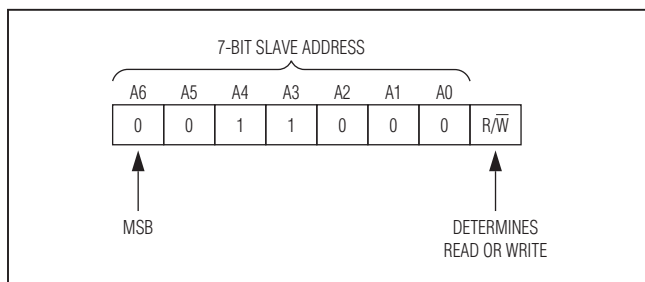 7-BIT SLAVE ADDRESS
A6 A5 A4 A3 A2 A1 A0
0 0 1 1 0 0 0 R/W̅
MSB
DETERMINES
READ OR WRITE